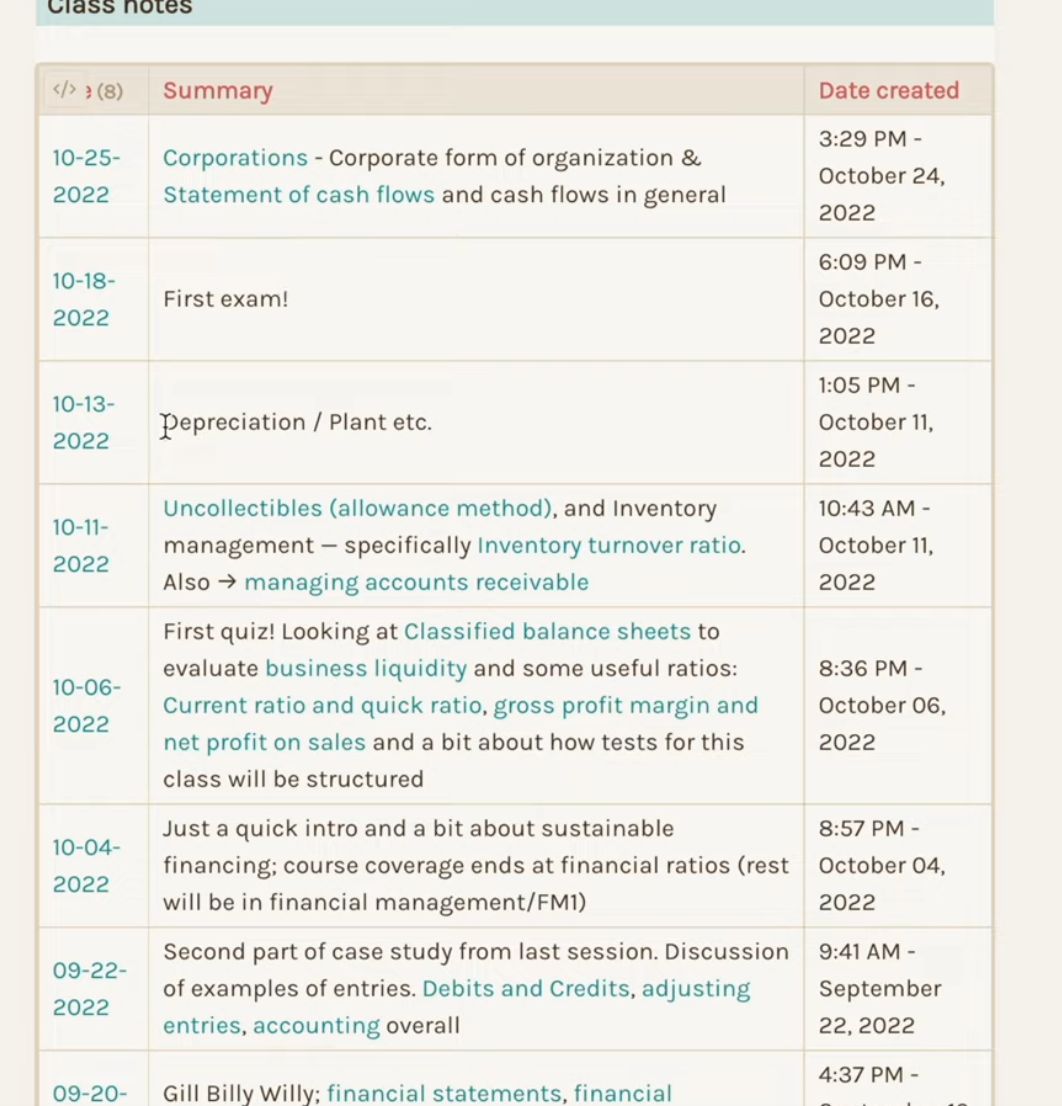 Class notes
</> e (8) Summary Date created
10-25-
2022
Corporations - Corporate form of organization &
Statement of cash flows and cash flows in general
3:29 PM -
October 24,
2022
10-18-
2022
First exam!
6:09 PM -
October 16,
2022
10-13-
2022
Depreciation / Plant etc.
1:05 PM -
October 11,
2022
10-11-
2022
Uncollectibles (allowance method), and Inventory
management — specifically Inventory turnover ratio.
Also → managing accounts receivable
10:43 AM -
October 11,
2022
10-06-
2022
First quiz! Looking at Classified balance sheets to
evaluate business liquidity and some useful ratios:
Current ratio and quick ratio, gross profit margin and
net profit on sales and a bit about how tests for this
class will be structured
8:36 PM -
October 06,
2022
10-04-
2022
Just a quick intro and a bit about sustainable
financing; course coverage ends at financial ratios (rest
will be in financial management/FM1)
8:57 PM -
October 04,
2022
09-22-
2022
Second part of case study from last session. Discussion
of examples of entries. Debits and Credits, adjusting
entries, accounting overall
9:41 AM -
September
22, 2022
09-20-
Gill Billy Willy; financial statements, financial
4:37 PM -